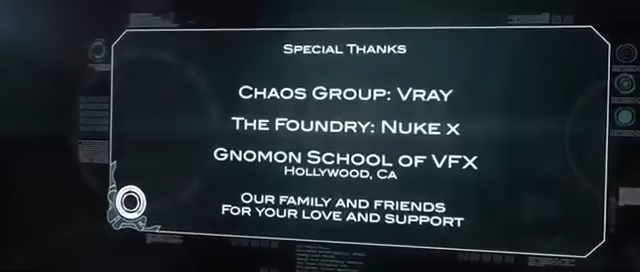 Special Thanks
Chaos Group: Vray
The Foundry: Nuke x
Gnomon School of VFX
Hollywood, Ca
Our family and friends
For your love and support